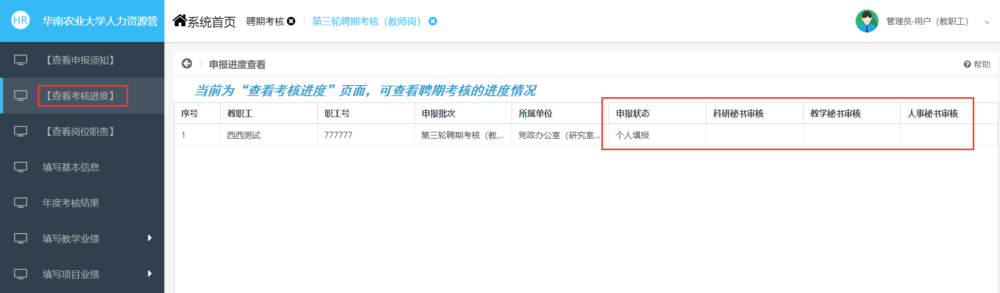 HR 华南农业大学人力资源管
系统首页 聘期考核 第三轮聘期考核（教师岗）
管理员-用户（教职工）
【查看申报须知】
【查看考核进度】
【查看岗位职责】
填写基本信息
年度考核结果
填写教学业绩
填写项目业绩
申报进度查看
帮助
当前为“查看考核进度”页面，可查看聘期考核的进度情况
序号 教职工 职工号 申报批次 所属单位 申报状态 科研秘书审核 教学秘书审核 人事秘书审核
1 西西测试 777777 第三轮聘期考核（教... 党政办公室（研究室... 个人填报